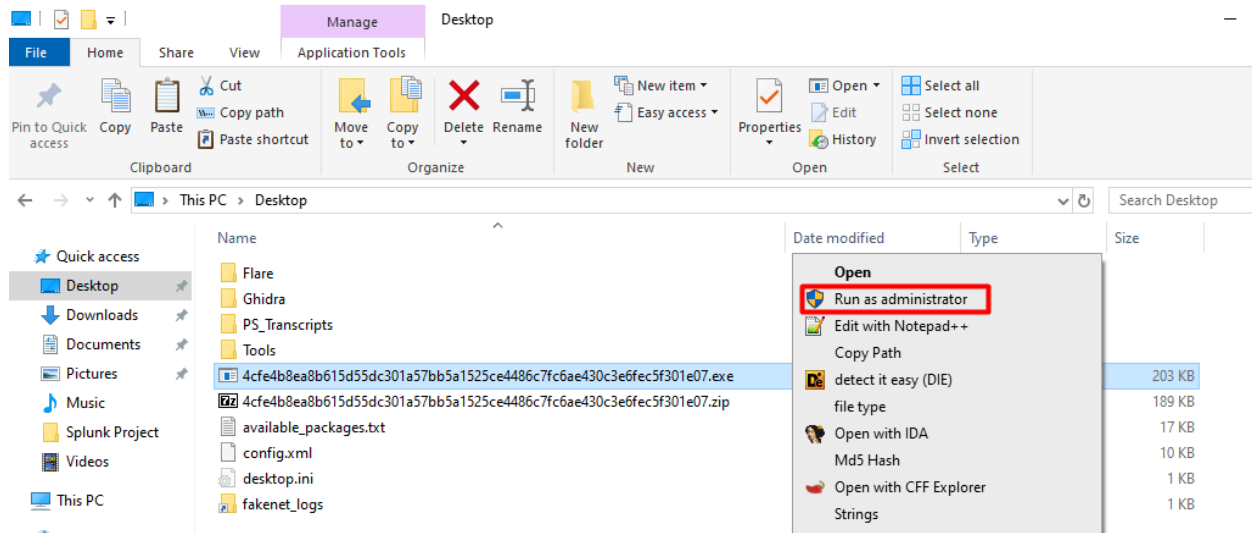 Manage
Desktop
File
Home
Share
View
Application Tools
Pin to Quick access
Copy
Paste
Cut
Copy path
Paste shortcut
Clipboard
Move to
Copy to
Delete
Rename
Organize
New folder
New item
Easy access
New
Properties
Open
Edit
History
Open
Select all
Select none
Invert selection
Select
This PC > Desktop
Search Desktop
Quick access
Desktop
Downloads
Documents
Pictures
Music
Splunk Project
Videos
This PC
Name
Date modified
Type
Size
Flare
Ghidra
PS_Transcripts
Tools
4cfe4b8ea8b615d55dc301a57bb5a1525ce4486c7fc6ae430c3e6fec5f301e07.exe
203 KB
4cfe4b8ea8b615d55dc301a57bb5a1525ce4486c7fc6ae430c3e6fec5f301e07.zip
189 KB
available_packages.txt
17 KB
config.xml
10 KB
desktop.ini
1 KB
fakenet_logs
1 KB
Open
Run as administrator
Edit with Notepad++
Copy Path
detect it easy (DIE)
file type
Open with IDA
Md5 Hash
Open with CFF Explorer
Strings